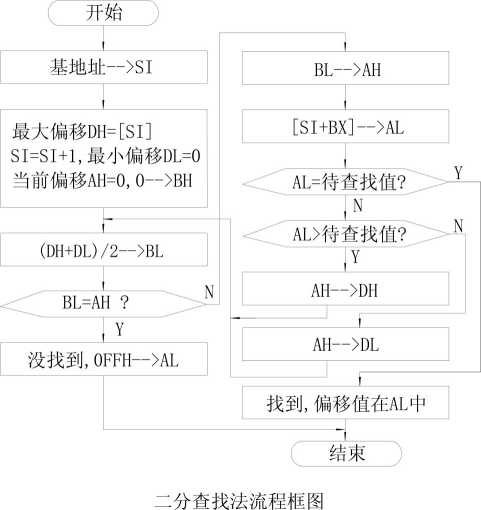 开始
基地址-->SI
最大偏移DH=[SI]
SI=SI+1,最小偏移DL=0
当前偏移AH=0,0-->BH
(DH+DL)/2-->BL
BL=AH ?
N
Y
没找到,0FFH-->AL
BL-->AH
[SI+BX]-->AL
AL=待查找值?
Y
N
AL>待查找值?
N
Y
AH-->DH
AH-->DL
找到,偏移值在AL中
结束
二分查找法流程框图